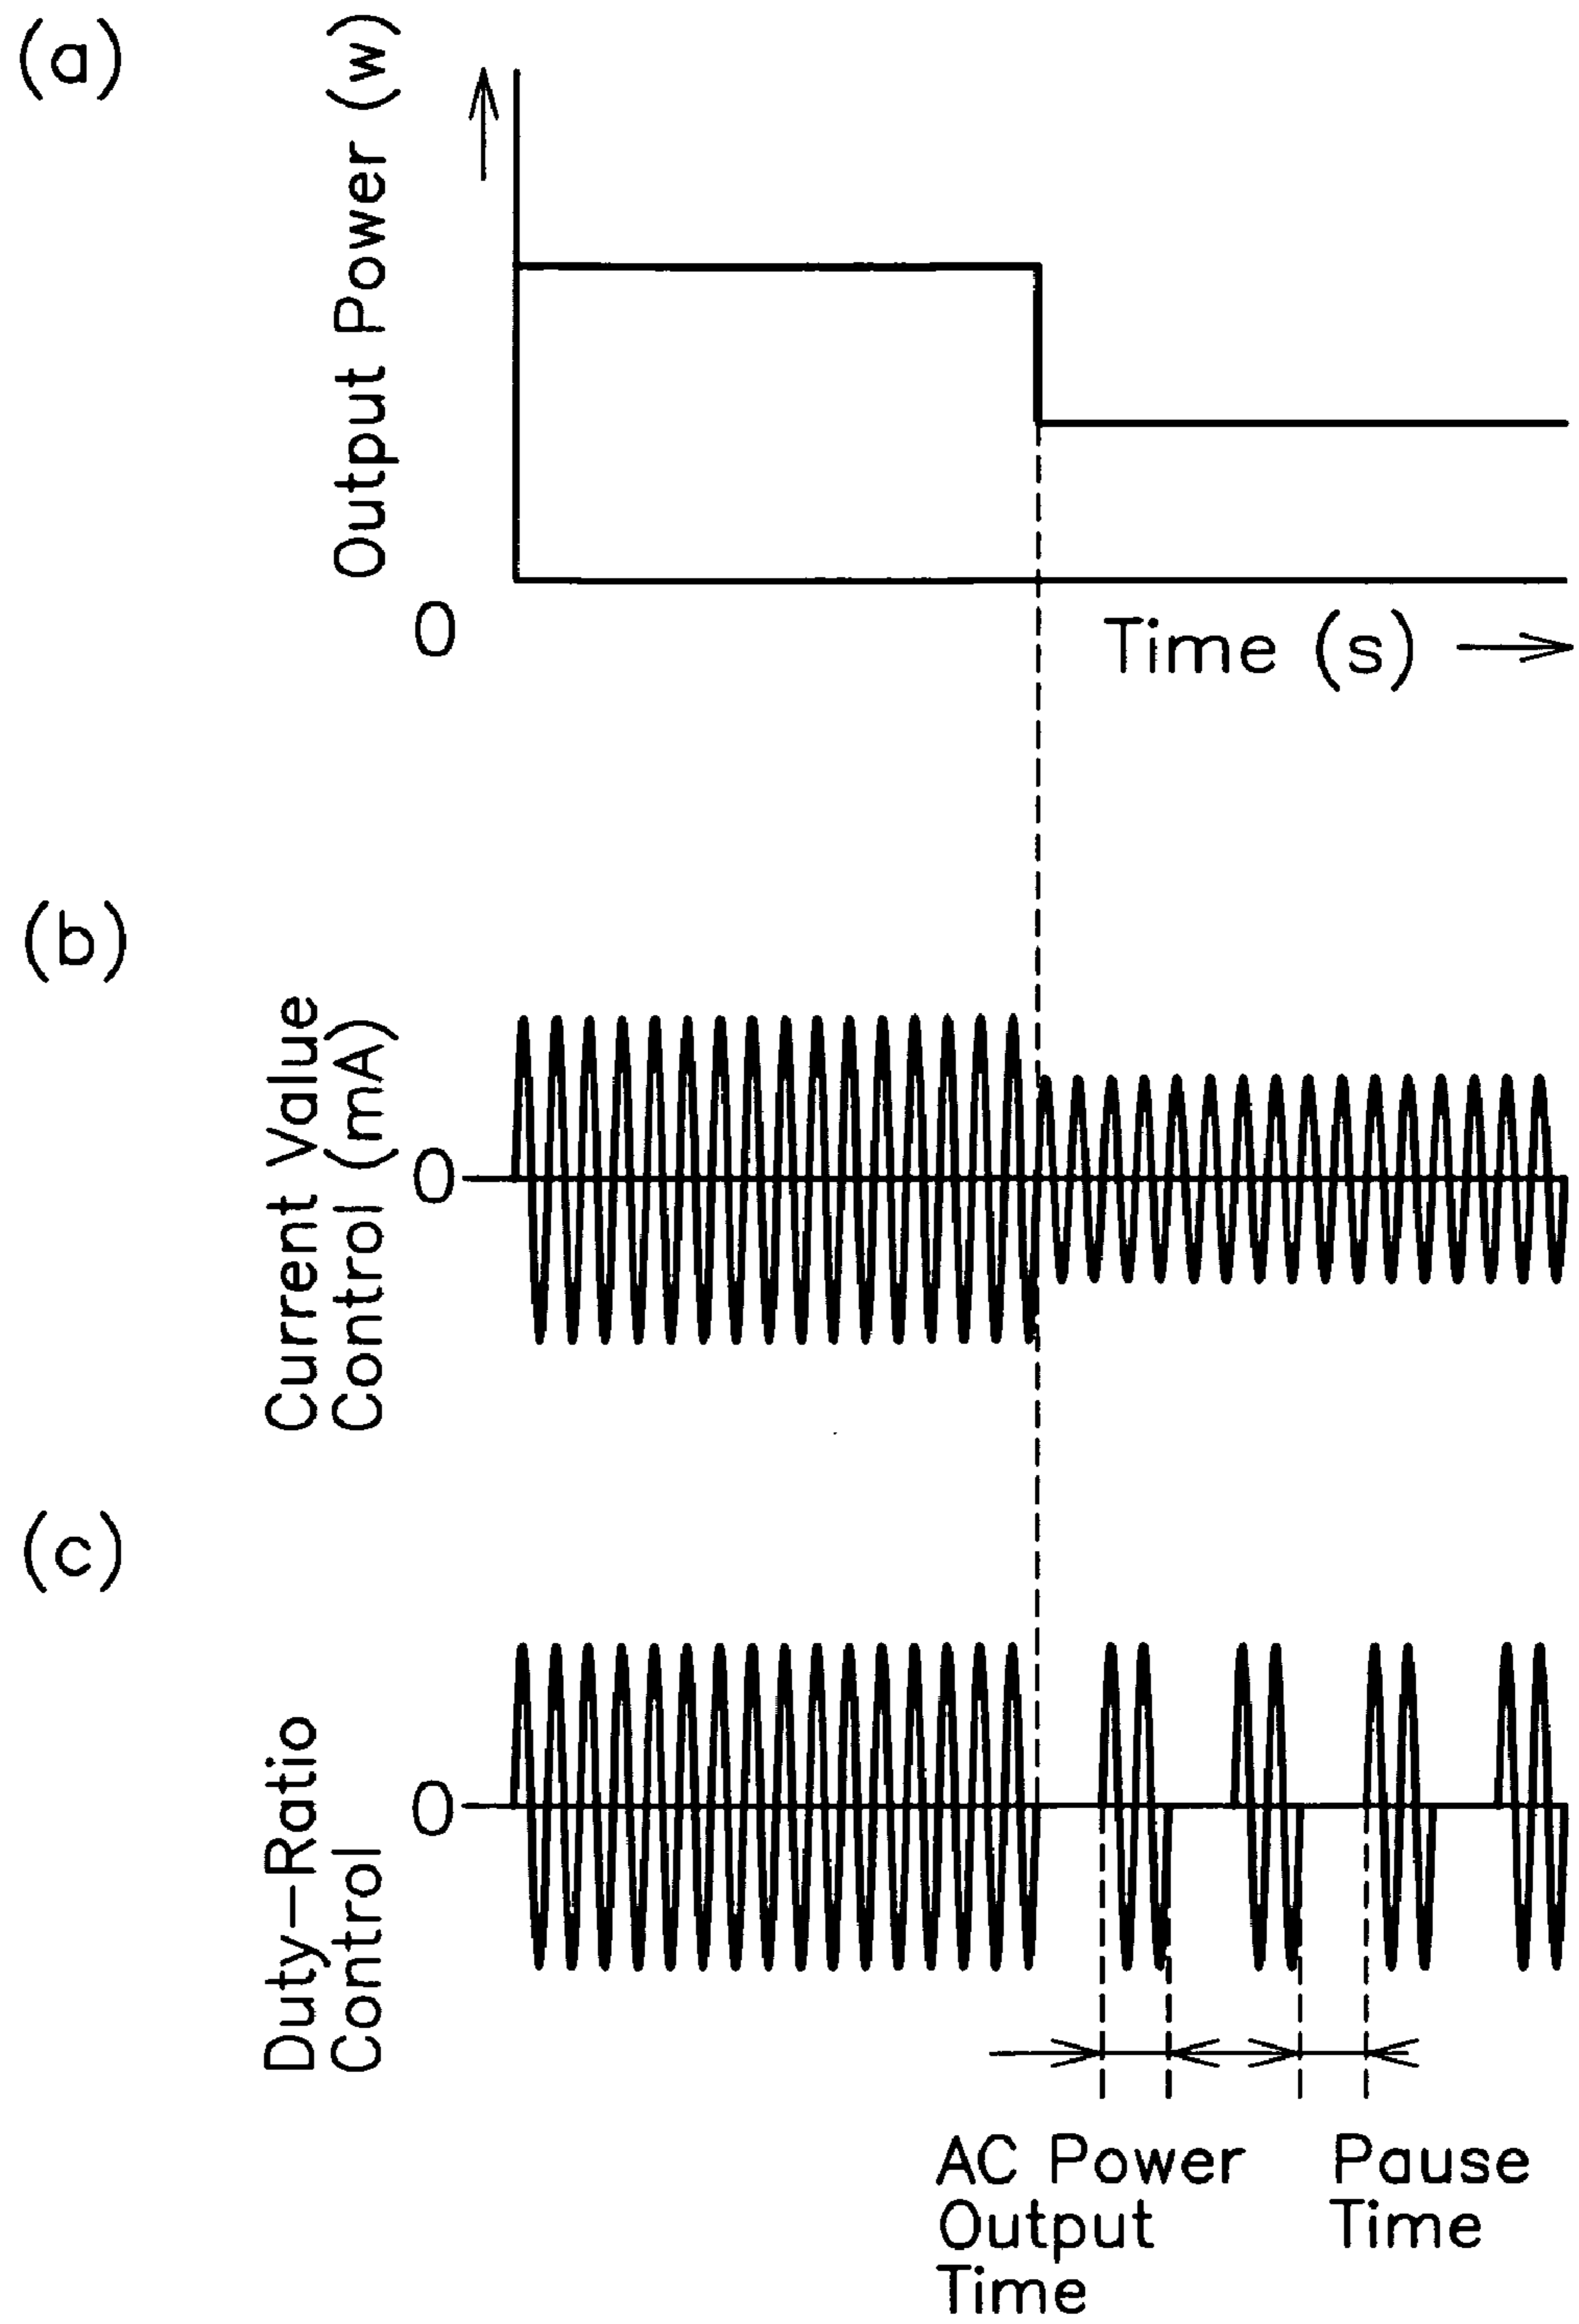 (a)
Output Power (w)
0
Time (s)
(b)
Current Value
Control (mA)
0
(c)
Duty-Ratio
Control
0
AC Power
Output
Time
Pause
Time